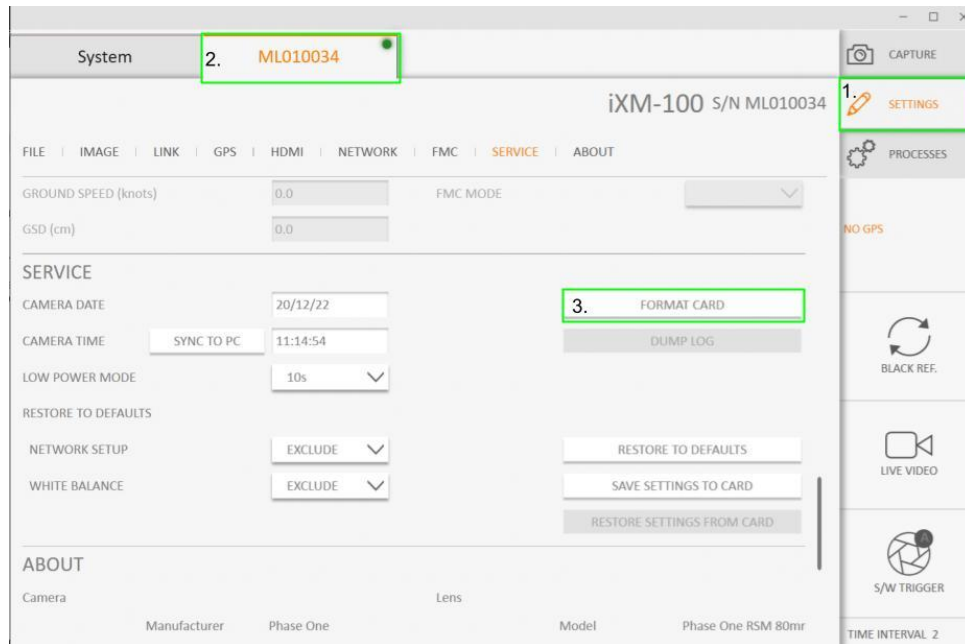 System
2.
ML010034
CAPTURE
iXM-100 S/N ML010034
1.
SETTINGS
FILE IMAGE LINK GPS HDMI NETWORK FMC SERVICE ABOUT
PROCESSES
GROUND SPEED (knots) 0.0 FMC MODE
GSD (cm) 0.0
NO GPS
SERVICE
CAMERA DATE 20/12/22 3. FORMAT CARD
CAMERA TIME SYNC TO PC 11:14:54 DUMP LOG
LOW POWER MODE 10s
BLACK REF.
RESTORE TO DEFAULTS
NETWORK SETUP EXCLUDE RESTORE TO DEFAULTS
LIVE VIDEO
WHITE BALANCE EXCLUDE SAVE SETTINGS TO CARD
RESTORE SETTINGS FROM CARD
A
ABOUT
S/W TRIGGER
Camera Lens
Manufacturer Phase One Model Phase One RSM 80mr
TIME INTERVAL 2